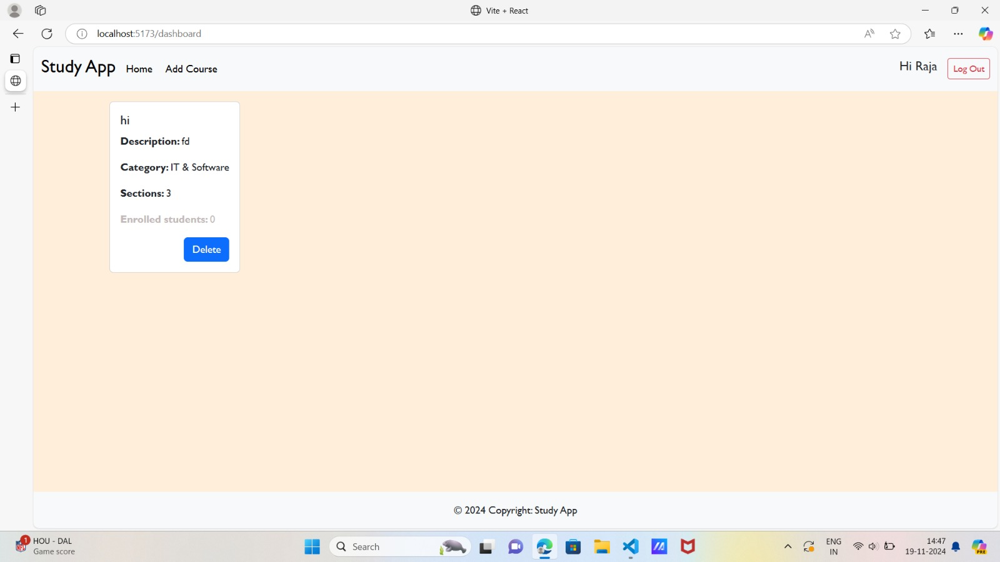 Vite + React
localhost:5173/dashboard
Study App Home Add Course Hi Raja Log Out
hi
Description: fd
Category: IT & Software
Sections: 3
Enrolled students: 0
Delete
© 2024 Copyright: Study App
1
NFL
HOU - DAL
Game score
Search
ENG
IN
14:47
19-11-2024
PRE